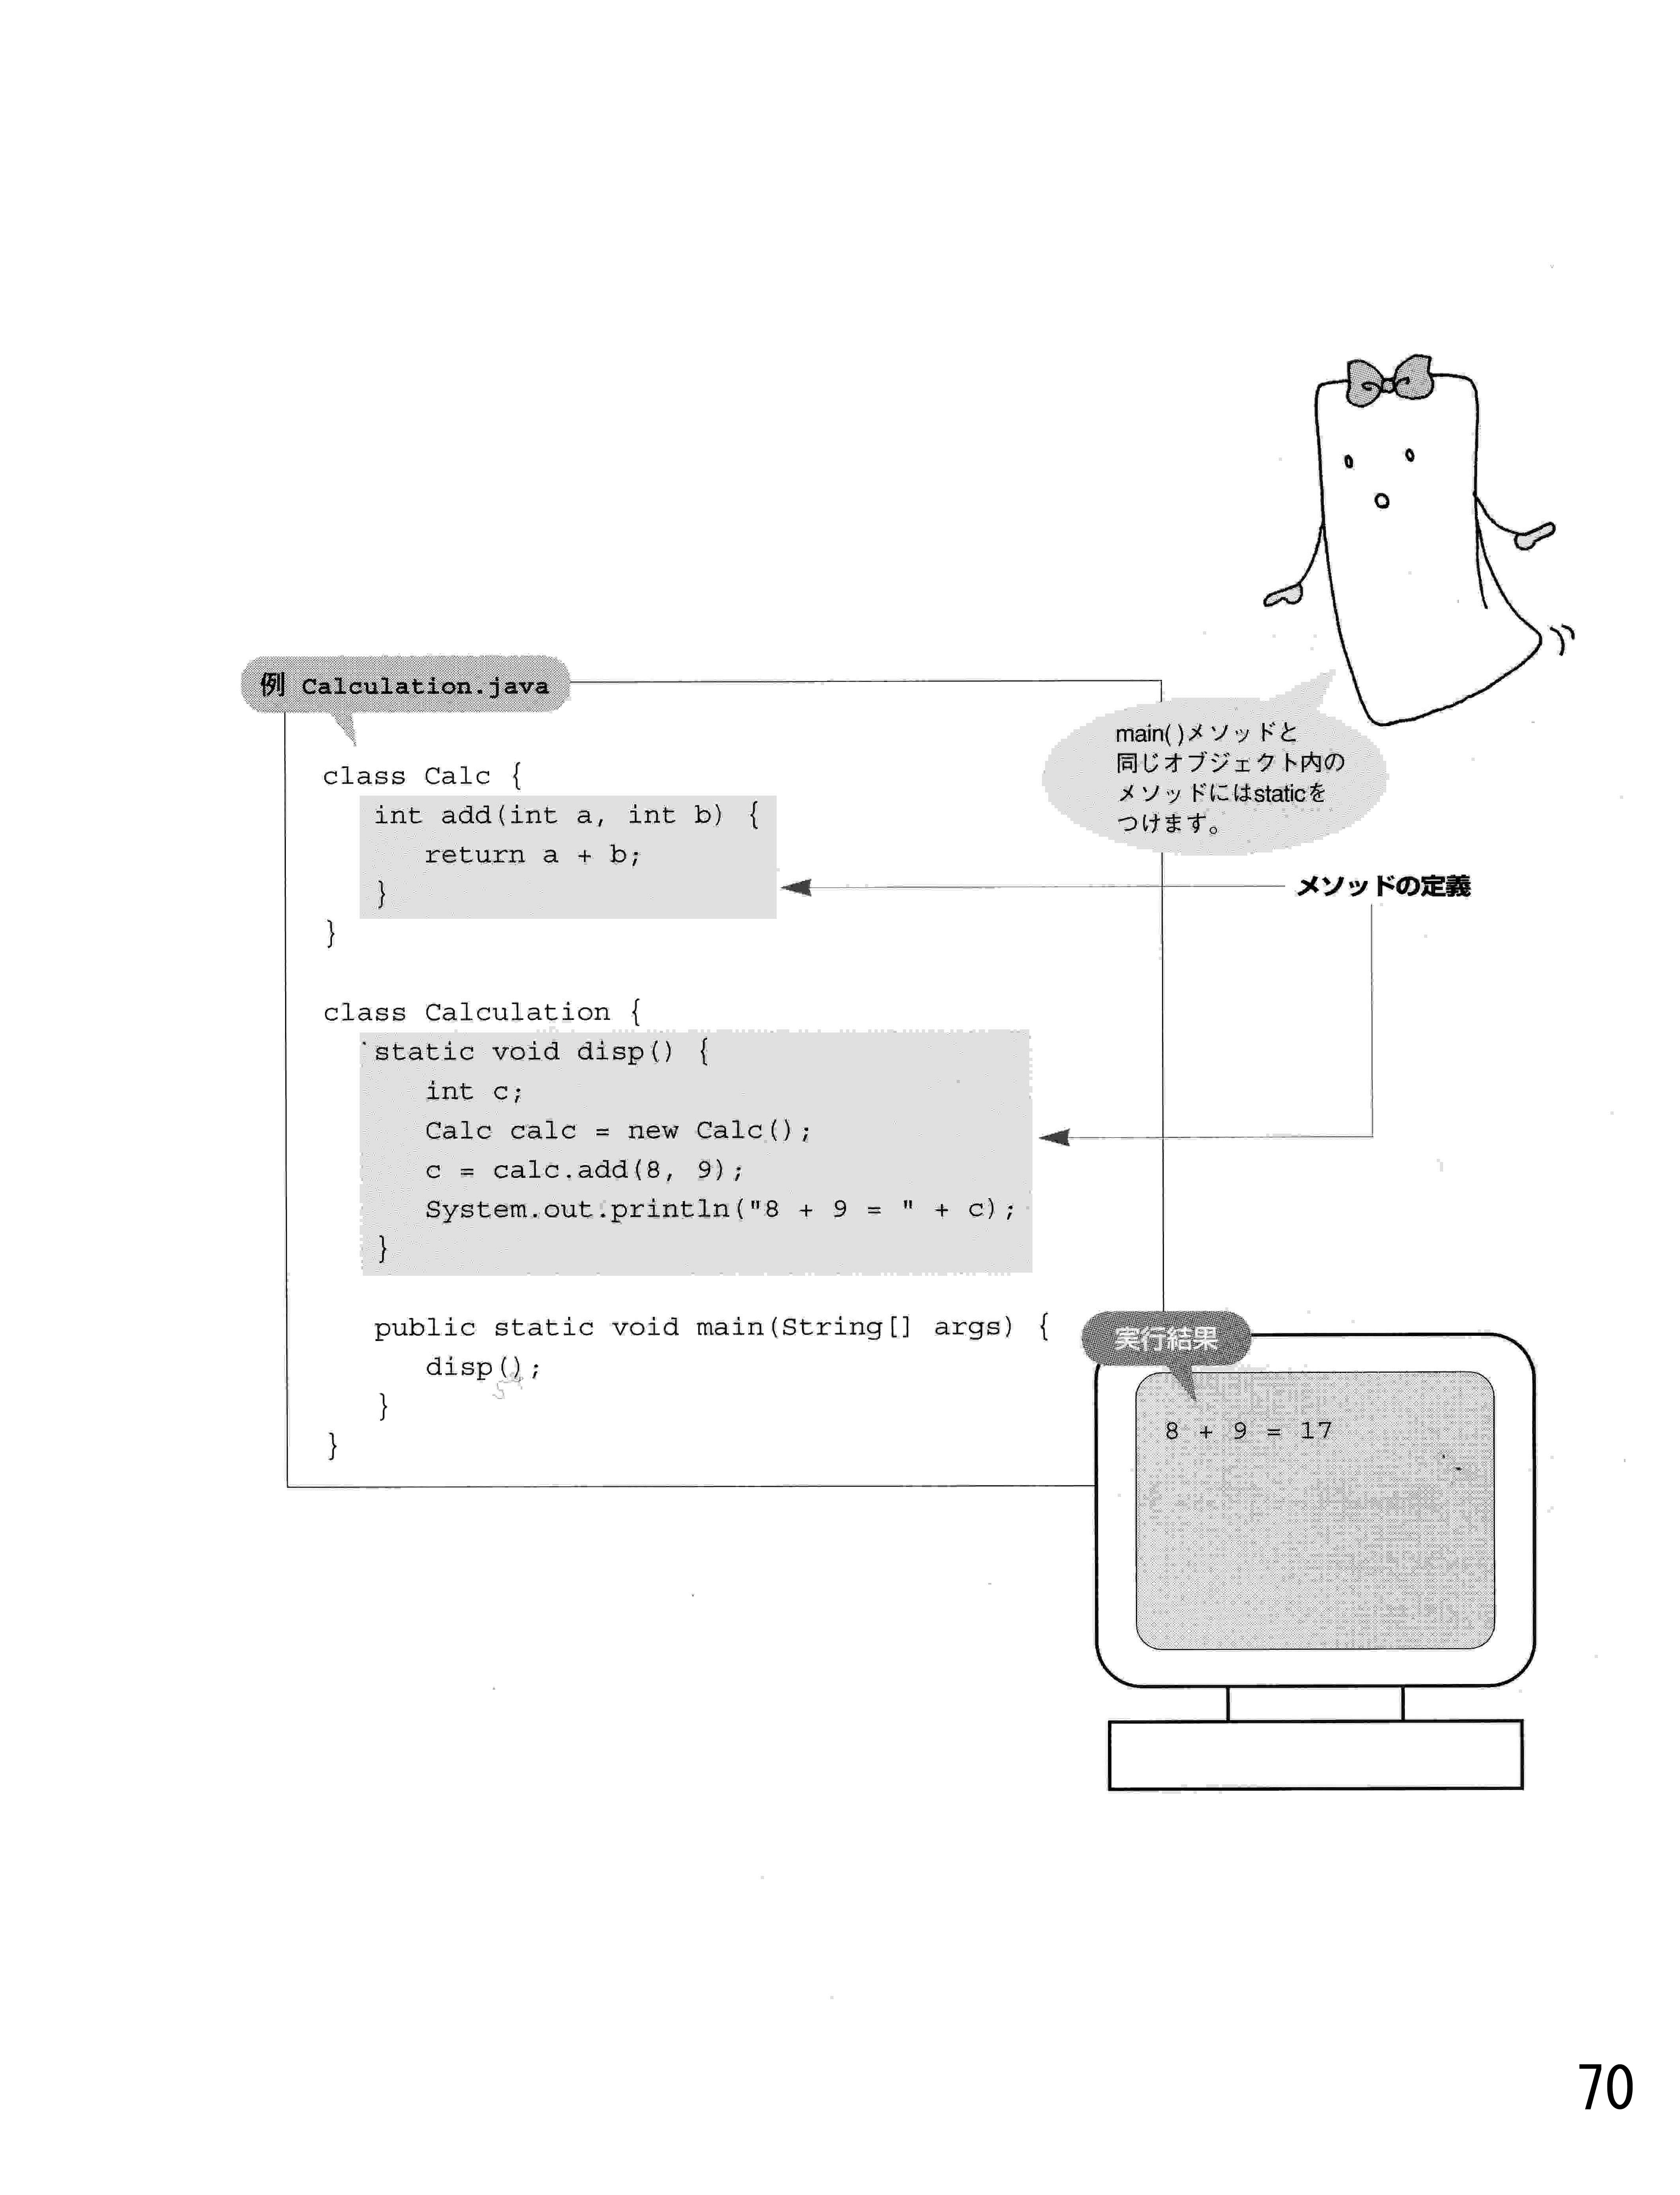 例 Calculation.java
main()メソッドと
同じオブジェクト内の
メソッドにはstaticを
つけます。
class Calc {
int add(int a, int b) {
return a + b;
}
}
メソッドの定義
class Calculation {
static void disp() {
int c;
Calc calc = new Calc();
c = calc.add(8, 9);
System.out.println("8 + 9 = " + c);
}
public static void main(String[] args) {
disp();
}
}
実行結果
8 + 9 = 17
70